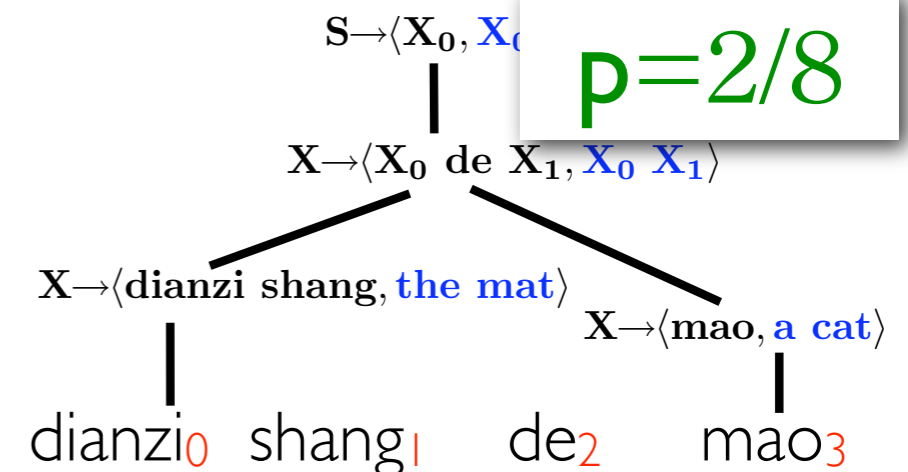 S→⟨X₀, X₀
p=2/8
X→⟨X₀ de X₁, X₀ X₁⟩
X→⟨dianzi shang, the mat⟩
X→⟨mao, a cat⟩
dianzi₀ shang₁ de₂ mao₃